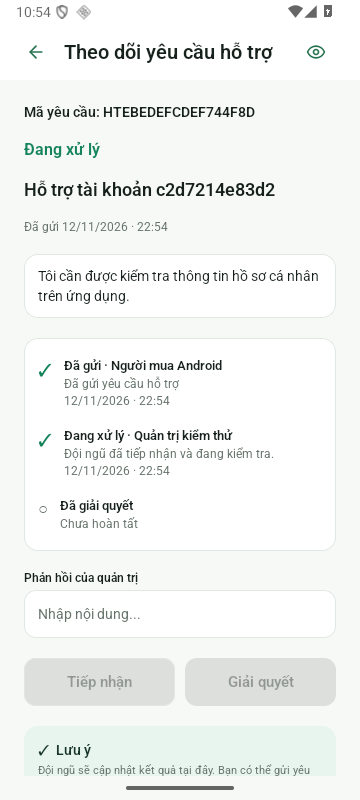 10:54
Theo dõi yêu cầu hỗ trợ
Mã yêu cầu: HTEBEDEFCDEF744F8D
Đang xử lý
Hỗ trợ tài khoản c2d7214e83d2
Đã gửi 12/11/2026 · 22:54
Tôi cần được kiểm tra thông tin hồ sơ cá nhân
trên ứng dụng.
Đã gửi · Người mua Android
Đã gửi yêu cầu hỗ trợ
12/11/2026 · 22:54
Đang xử lý · Quản trị kiểm thử
Đội ngũ đã tiếp nhận và đang kiểm tra.
12/11/2026 · 22:54
Đã giải quyết
Chưa hoàn tất
Phản hồi của quản trị
Nhập nội dung...
Tiếp nhận
Giải quyết
✓ Lưu ý
Đội ngũ sẽ cập nhật kết quả tại đây. Bạn có thể gửi yêu